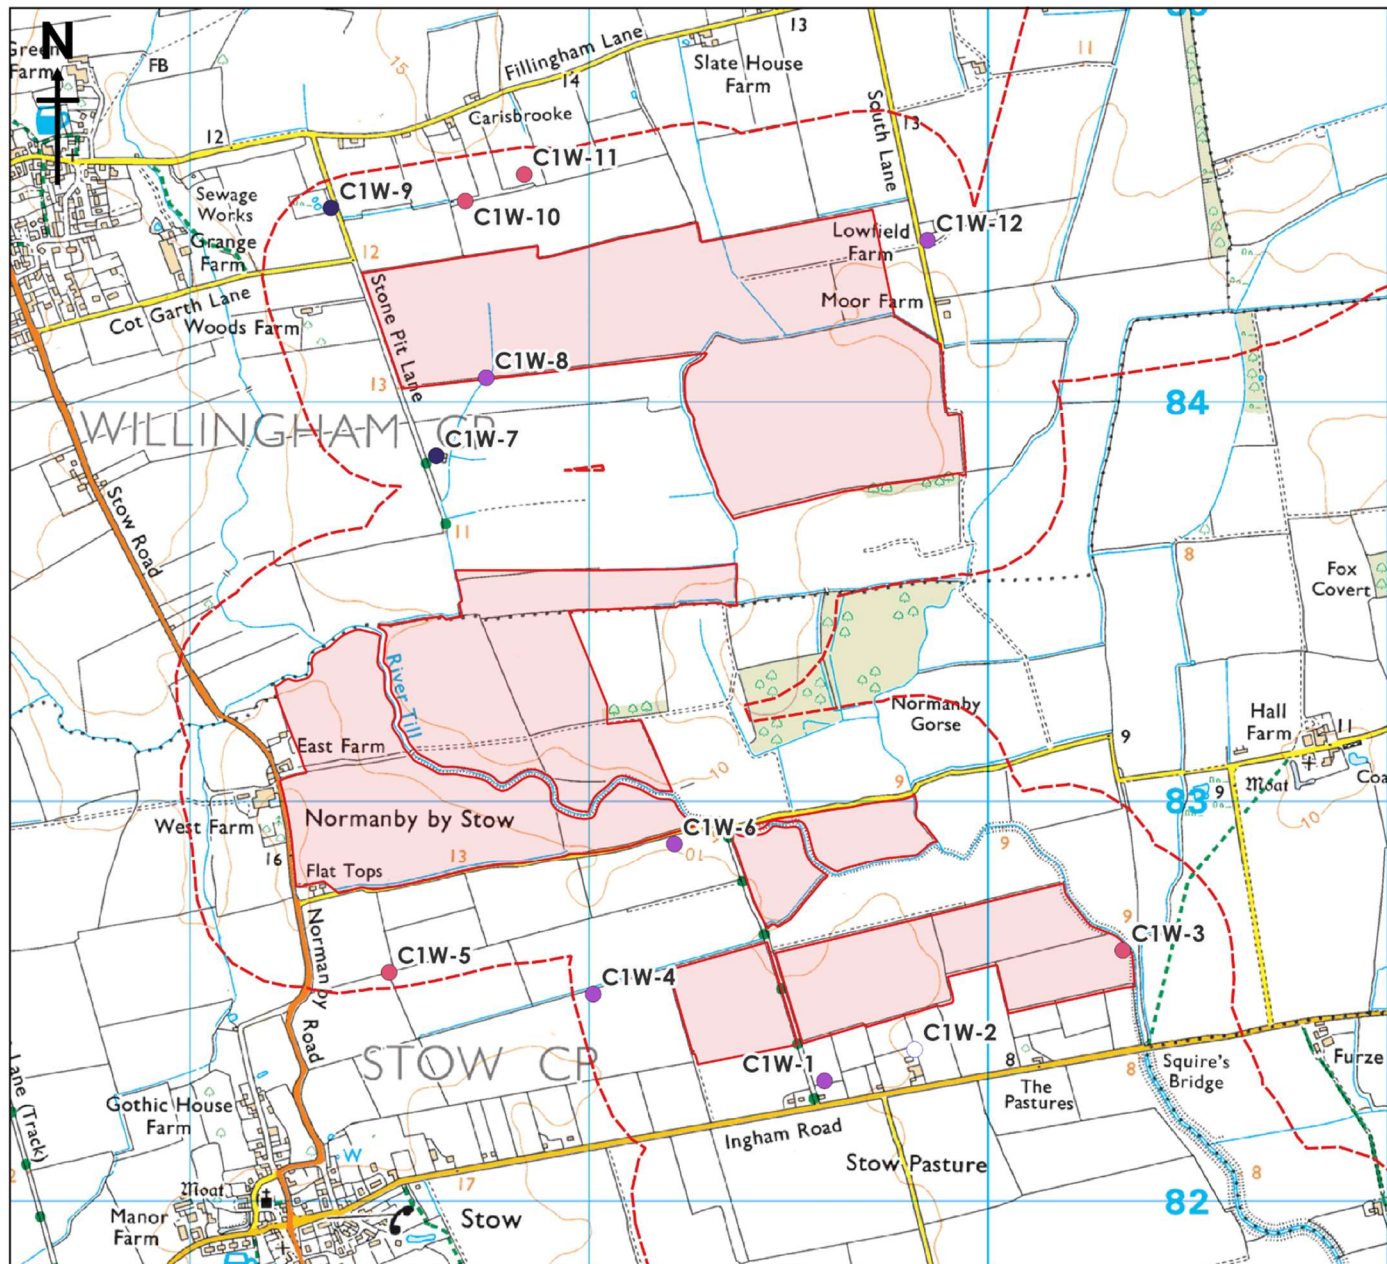 N
Green
Farm
FB
15
Fillingham Lane
14
13
Slate House
Farm
11
12
Carisbrooke
South Lane
13
C1W-11
C1W-9
C1W-10
Sewage
Works
Grange
Farm
12
Lowfield
Farm
C1W-12
Cot Garth Lane
Woods Farm
Stone Pit Lane
Moor Farm
C1W-8
13
84
WILLINGHAM CP
C1W-7
Stow Road
11
8
Fox
Covert
River Till
Normanby
Gorse
Hall
Farm
11
9
East Farm
10
9
83
9
Moat
Coa
West Farm
Normanby by Stow
C1W-6
10
16
13
10
9
Flat Tops
9
C1W-3
Normanby Road
C1W-5
C1W-4
C1W-2
STOW CP
C1W-1
8
The
Pastures
8
Squire's
Bridge
Furze
Lane (Track)
Gothic House
Farm
Ingham Road
W
Stow Pasture
8
Moat
17
82
Manor
Farm
Stow